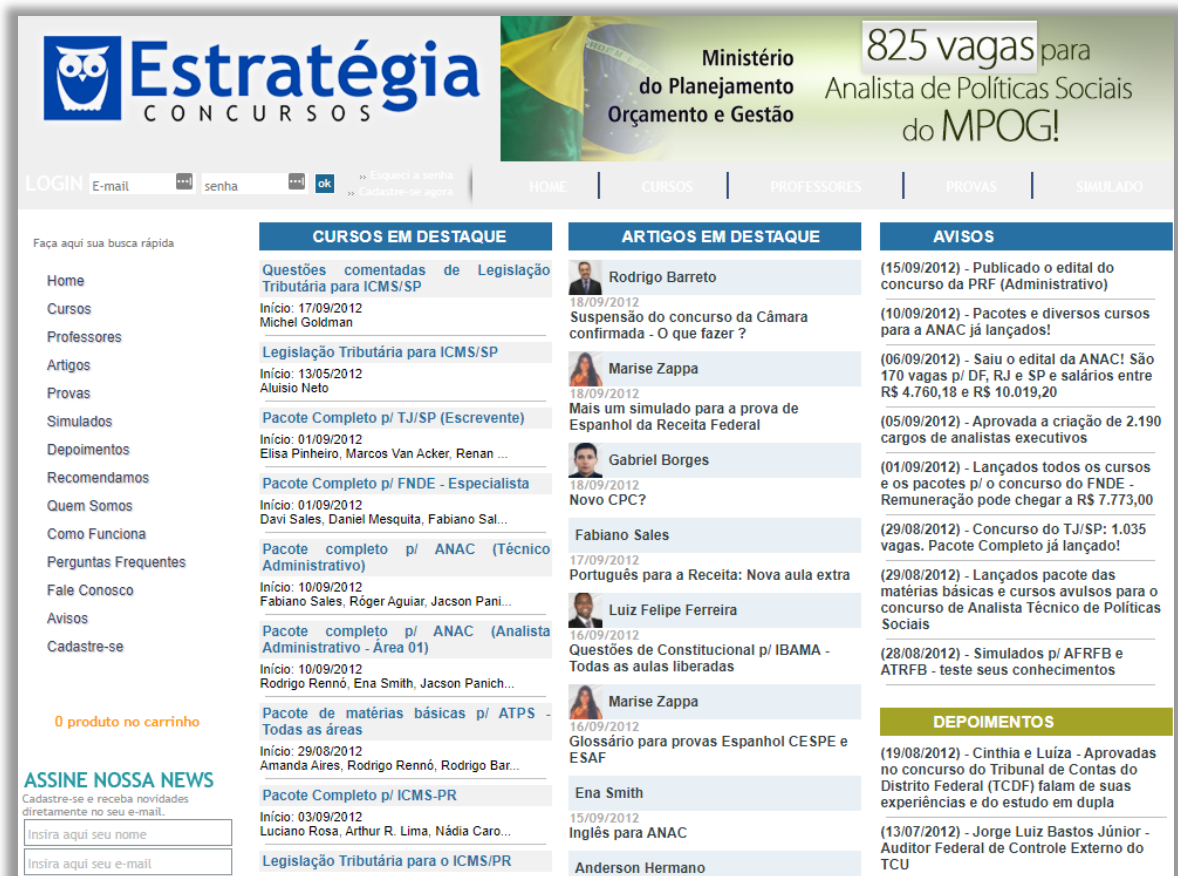 Estratégia
CONCURSOS
Ministério
do Planejamento
Orçamento e Gestão
825 vagas para
Analista de Políticas Sociais
do MPOG!
LOGIN E-mail senha ok
›› Esqueci a senha
›› Cadastre-se agora
HOME CURSOS PROFESSORES PROVAS SIMULADO
Faça aqui sua busca rápida
Home
Cursos
Professores
Artigos
Provas
Simulados
Depoimentos
Recomendamos
Quem Somos
Como Funciona
Perguntas Frequentes
Fale Conosco
Avisos
Cadastre-se
0 produto no carrinho
ASSINE NOSSA NEWS
Cadastre-se e receba novidades
diretamente no seu e-mail.
Insira aqui seu nome
Insira aqui seu e-mail
CURSOS EM DESTAQUE
Questões comentadas de Legislação
Tributária para ICMS/SP
Início: 17/09/2012
Michel Goldman
Legislação Tributária para ICMS/SP
Início: 13/05/2012
Aluisio Neto
Pacote Completo p/ TJ/SP (Escrevente)
Início: 01/09/2012
Elisa Pinheiro, Marcos Van Acker, Renan ...
Pacote Completo p/ FNDE - Especialista
Início: 01/09/2012
Davi Sales, Daniel Mesquita, Fabiano Sal...
Pacote completo p/ ANAC (Técnico
Administrativo)
Início: 10/09/2012
Fabiano Sales, Róger Aguiar, Jacson Pani...
Pacote completo p/ ANAC (Analista
Administrativo - Área 01)
Início: 10/09/2012
Rodrigo Rennó, Ena Smith, Jacson Panich...
Pacote de matérias básicas p/ ATPS -
Todas as áreas
Início: 29/08/2012
Amanda Aires, Rodrigo Rennó, Rodrigo Bar...
Pacote Completo p/ ICMS-PR
Início: 03/09/2012
Luciano Rosa, Arthur R. Lima, Nádia Caro...
Legislação Tributária para o ICMS/PR
ARTIGOS EM DESTAQUE
Rodrigo Barreto
18/09/2012
Suspensão do concurso da Câmara
confirmada - O que fazer ?
Marise Zappa
18/09/2012
Mais um simulado para a prova de
Espanhol da Receita Federal
Gabriel Borges
18/09/2012
Novo CPC?
Fabiano Sales
17/09/2012
Português para a Receita: Nova aula extra
Luiz Felipe Ferreira
16/09/2012
Questões de Constitucional p/ IBAMA -
Todas as aulas liberadas
Marise Zappa
16/09/2012
Glossário para provas Espanhol CESPE e
ESAF
Ena Smith
15/09/2012
Inglês para ANAC
Anderson Hermano
AVISOS
(15/09/2012) - Publicado o edital do
concurso da PRF (Administrativo)
(10/09/2012) - Pacotes e diversos cursos
para a ANAC já lançados!
(06/09/2012) - Saiu o edital da ANAC! São
170 vagas p/ DF, RJ e SP e salários entre
R$ 4.760,18 e R$ 10.019,20
(05/09/2012) - Aprovada a criação de 2.190
cargos de analistas executivos
(01/09/2012) - Lançados todos os cursos
e os pacotes p/ o concurso do FNDE -
Remuneração pode chegar a R$ 7.773,00
(29/08/2012) - Concurso do TJ/SP: 1.035
vagas. Pacote Completo já lançado!
(29/08/2012) - Lançados pacote das
matérias básicas e cursos avulsos para o
concurso de Analista Técnico de Políticas
Sociais
(28/08/2012) - Simulados p/ AFRFB e
ATRFB - teste seus conhecimentos
DEPOIMENTOS
(19/08/2012) - Cinthia e Luíza - Aprovadas
no concurso do Tribunal de Contas do
Distrito Federal (TCDF) falam de suas
experiências e do estudo em dupla
(13/07/2012) - Jorge Luiz Bastos Júnior -
Auditor Federal de Controle Externo do
TCU